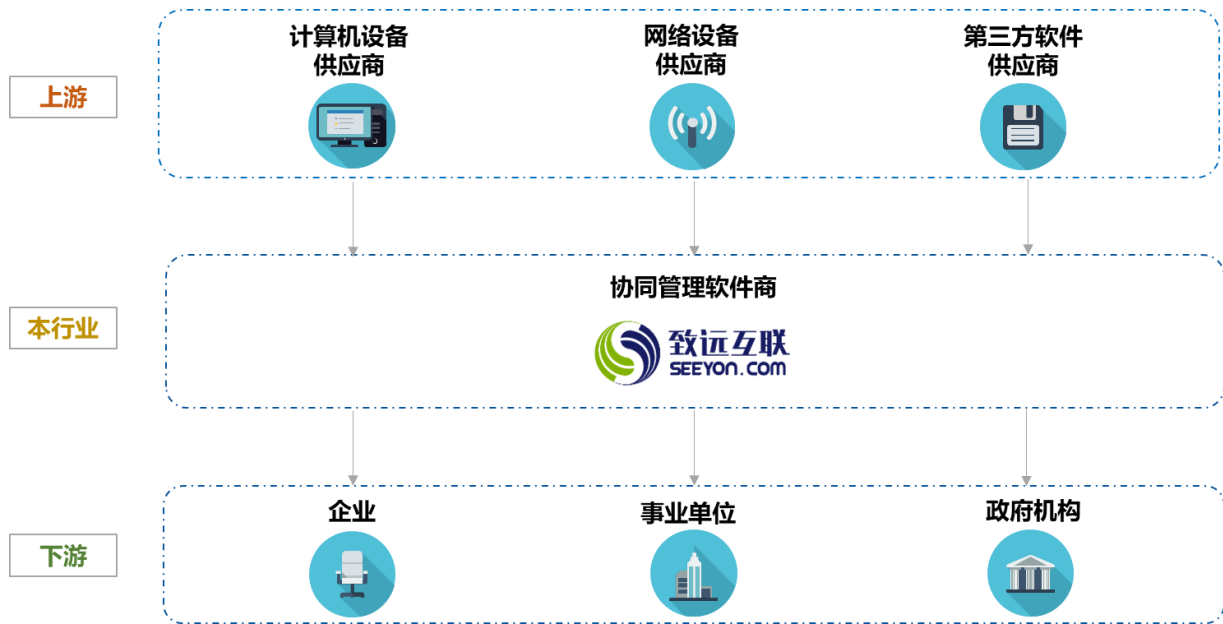 上游
计算机设备
供应商
网络设备
供应商
第三方软件
供应商
本行业
协同管理软件商
致远互联
SEEYON.COM
下游
企业
事业单位
政府机构